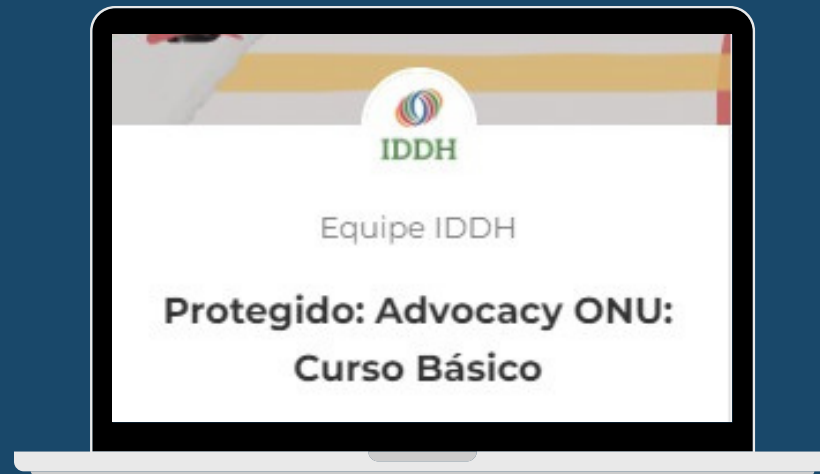 IDDH
Equipe IDDH
Protegido: Advocacy ONU:
Curso Básico